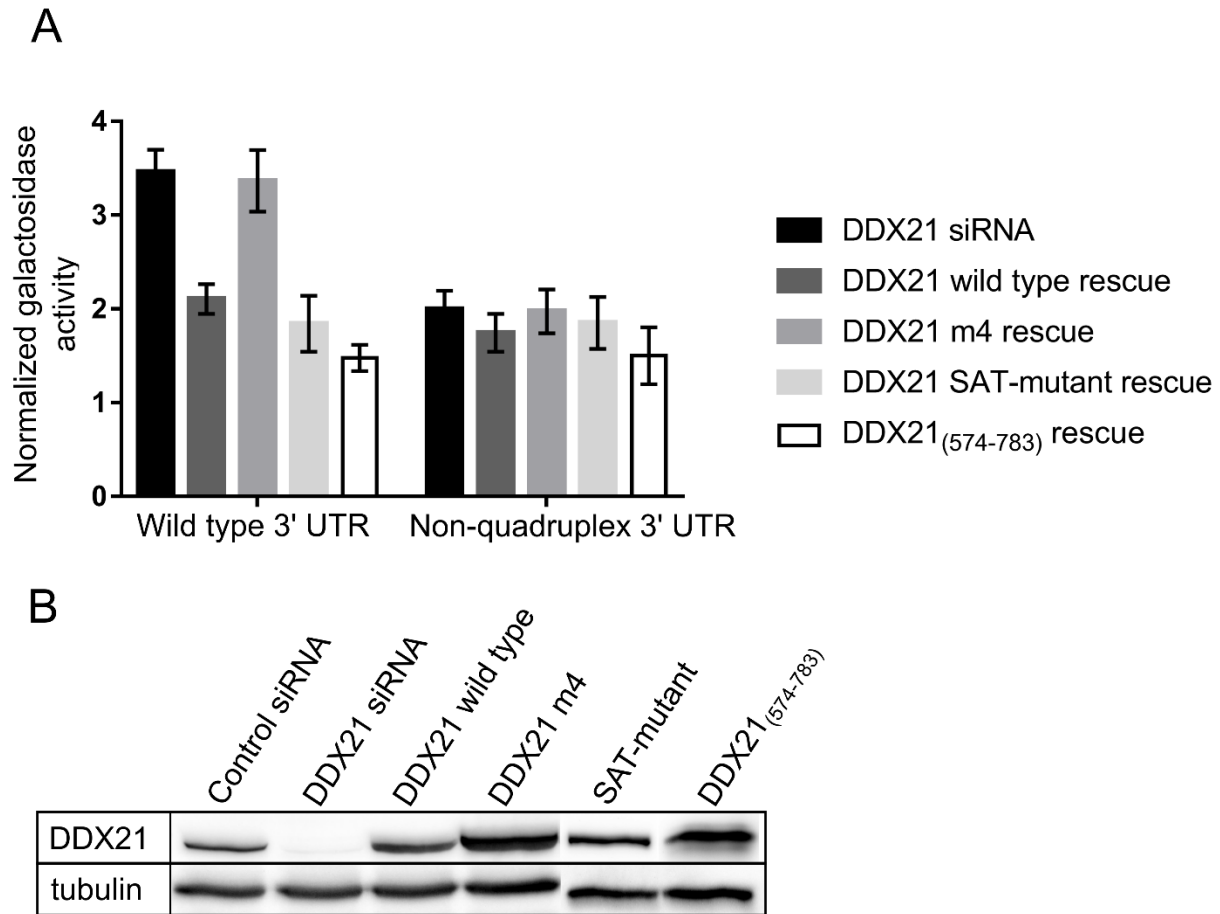 A
Normalized galactosidase
activity
4
3
2
1
0
Wild type 3' UTR
Non-quadruplex 3' UTR
DDX21 siRNA
DDX21 wild type rescue
DDX21 m4 rescue
DDX21 SAT-mutant rescue
DDX21(574-783) rescue
B
Control siRNA
DDX21 siRNA
DDX21 wild type
DDX21 m4
SAT-mutant
DDX21(574-783)
DDX21
tubulin